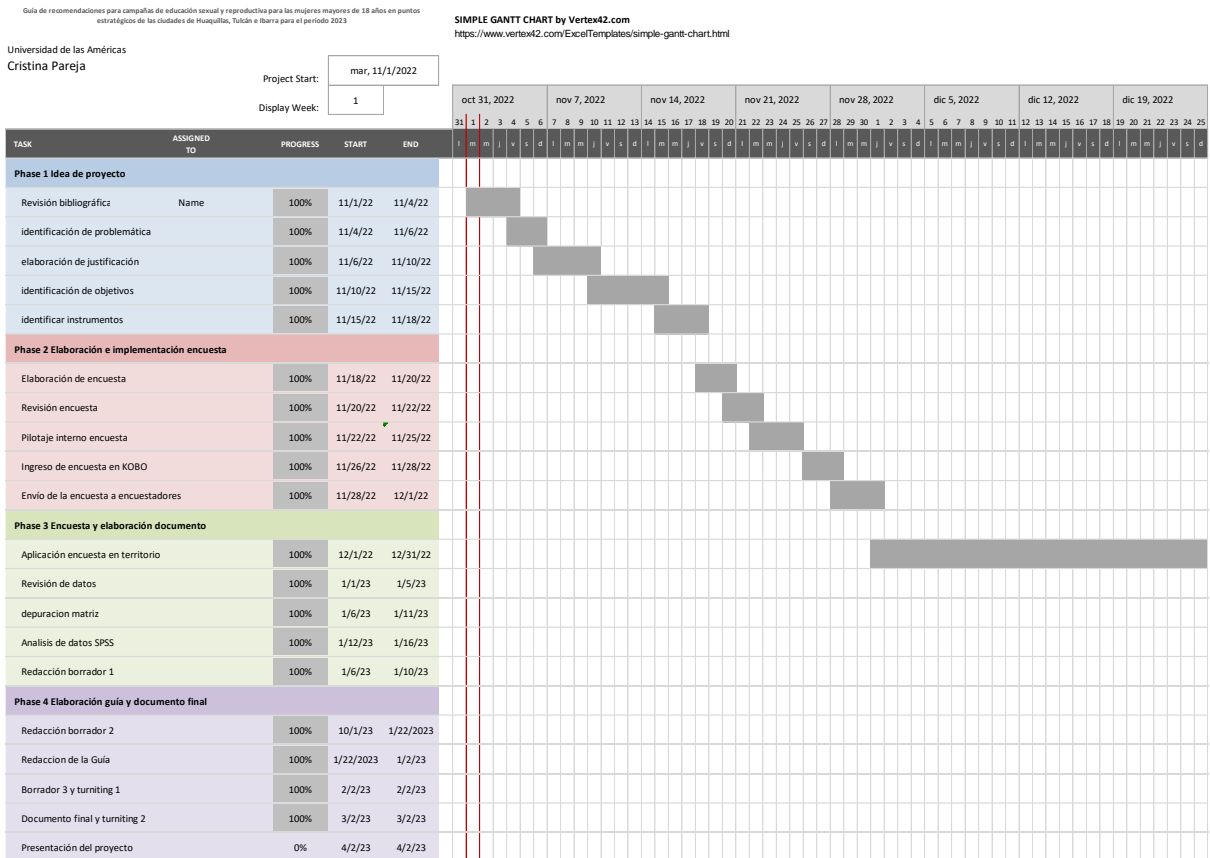 Guía de recomendaciones para campañas de educación sexual y reproductiva para las mujeres mayores de 18 años en puntos
estratégicos de las ciudades de Huaquillas, Tulcán e Ibarra para el período 2023
SIMPLE GANTT CHART by Vertex42.com
https://www.vertex42.com/ExcelTemplates/simple-gantt-chart.html
Universidad de las Américas
Cristina Pareja
Project Start: mar, 11/1/2022
Display Week: 1
oct 31, 2022 nov 7, 2022 nov 14, 2022 nov 21, 2022 nov 28, 2022 dic 5, 2022 dic 12, 2022 dic 19, 2022
31 1 2 3 4 5 6 7 8 9 10 11 12 13 14 15 16 17 18 19 20 21 22 23 24 25 26 27 28 29 30 1 2 3 4 5 6 7 8 9 10 11 12 13 14 15 16 17 18 19 20 21 22 23 24 25
TASK ASSIGNED TO PROGRESS START END l m m j v s d l m m j v s d l m m j v s d l m m j v s d l m m j v s d l m m j v s d l m m j v s d l m m j v s d
Phase 1 Idea de proyecto
Revisión bibliográfica Name 100% 11/1/22 11/4/22
identificación de problemática 100% 11/4/22 11/6/22
elaboración de justificación 100% 11/6/22 11/10/22
identificación de objetivos 100% 11/10/22 11/15/22
identificar instrumentos 100% 11/15/22 11/18/22
Phase 2 Elaboración e implementación encuesta
Elaboración de encuesta 100% 11/18/22 11/20/22
Revisión encuesta 100% 11/20/22 11/22/22
Pilotaje interno encuesta 100% 11/22/22 11/25/22
Ingreso de encuesta en KOBO 100% 11/26/22 11/28/22
Envío de la encuesta a encuestadores 100% 11/28/22 12/1/22
Phase 3 Encuesta y elaboración documento
Aplicación encuesta en territorio 100% 12/1/22 12/31/22
Revisión de datos 100% 1/1/23 1/5/23
depuracion matriz 100% 1/6/23 1/11/23
Analisis de datos SPSS 100% 1/12/23 1/16/23
Redacción borrador 1 100% 1/6/23 1/10/23
Phase 4 Elaboración guía y documento final
Redacción borrador 2 100% 10/1/23 1/22/2023
Redaccion de la Guía 100% 1/22/2023 1/2/23
Borrador 3 y turniting 1 100% 2/2/23 2/2/23
Documento final y turniting 2 100% 3/2/23 3/2/23
Presentación del proyecto 0% 4/2/23 4/2/23